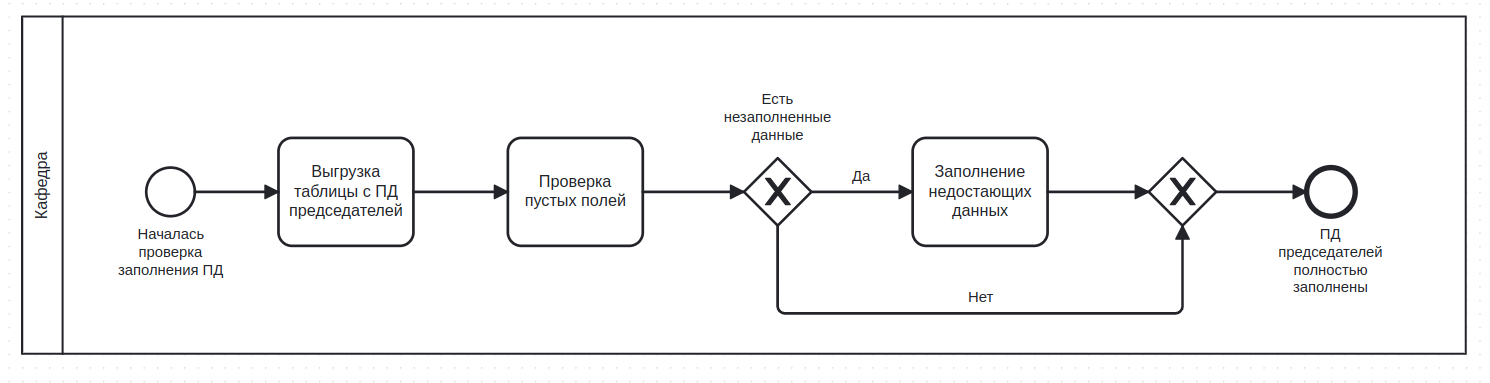 Кафедра
Началась
проверка
заполнения ПД
Выгрузка
таблицы с ПД
председателей
Проверка
пустых полей
Есть
незаполненные
данные
Да
Нет
Заполнение
недостающих
данных
ПД
председателей
полностью
заполнены